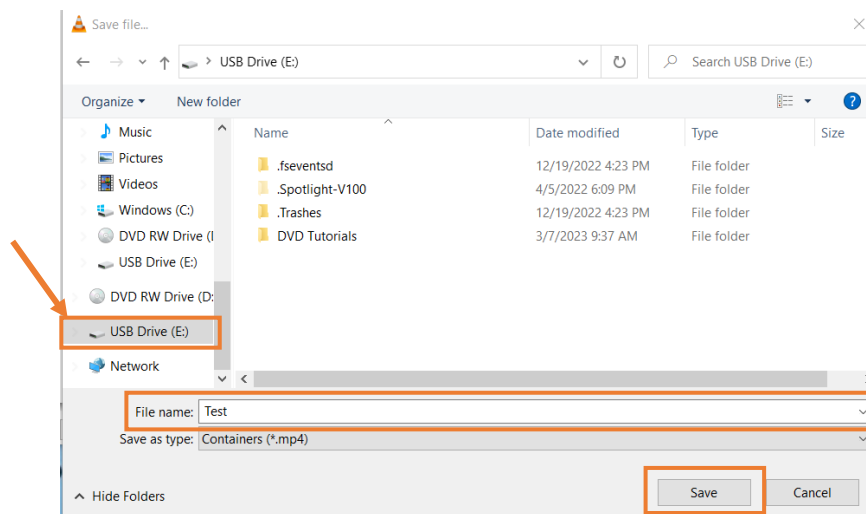 Save file...
USB Drive (E:)
Search USB Drive (E:)
Organize
New folder
?
Music
Pictures
Videos
Windows (C:)
DVD RW Drive (
USB Drive (E:)
DVD RW Drive (D:
USB Drive (E:)
Network
Name Date modified Type Size
.fseventsd 12/19/2022 4:23 PM File folder
.Spotlight-V100 4/5/2022 6:09 PM File folder
.Trashes 12/19/2022 4:23 PM File folder
DVD Tutorials 3/7/2023 9:37 AM File folder
File name: Test
Save as type: Containers (*.mp4)
Hide Folders
Save
Cancel